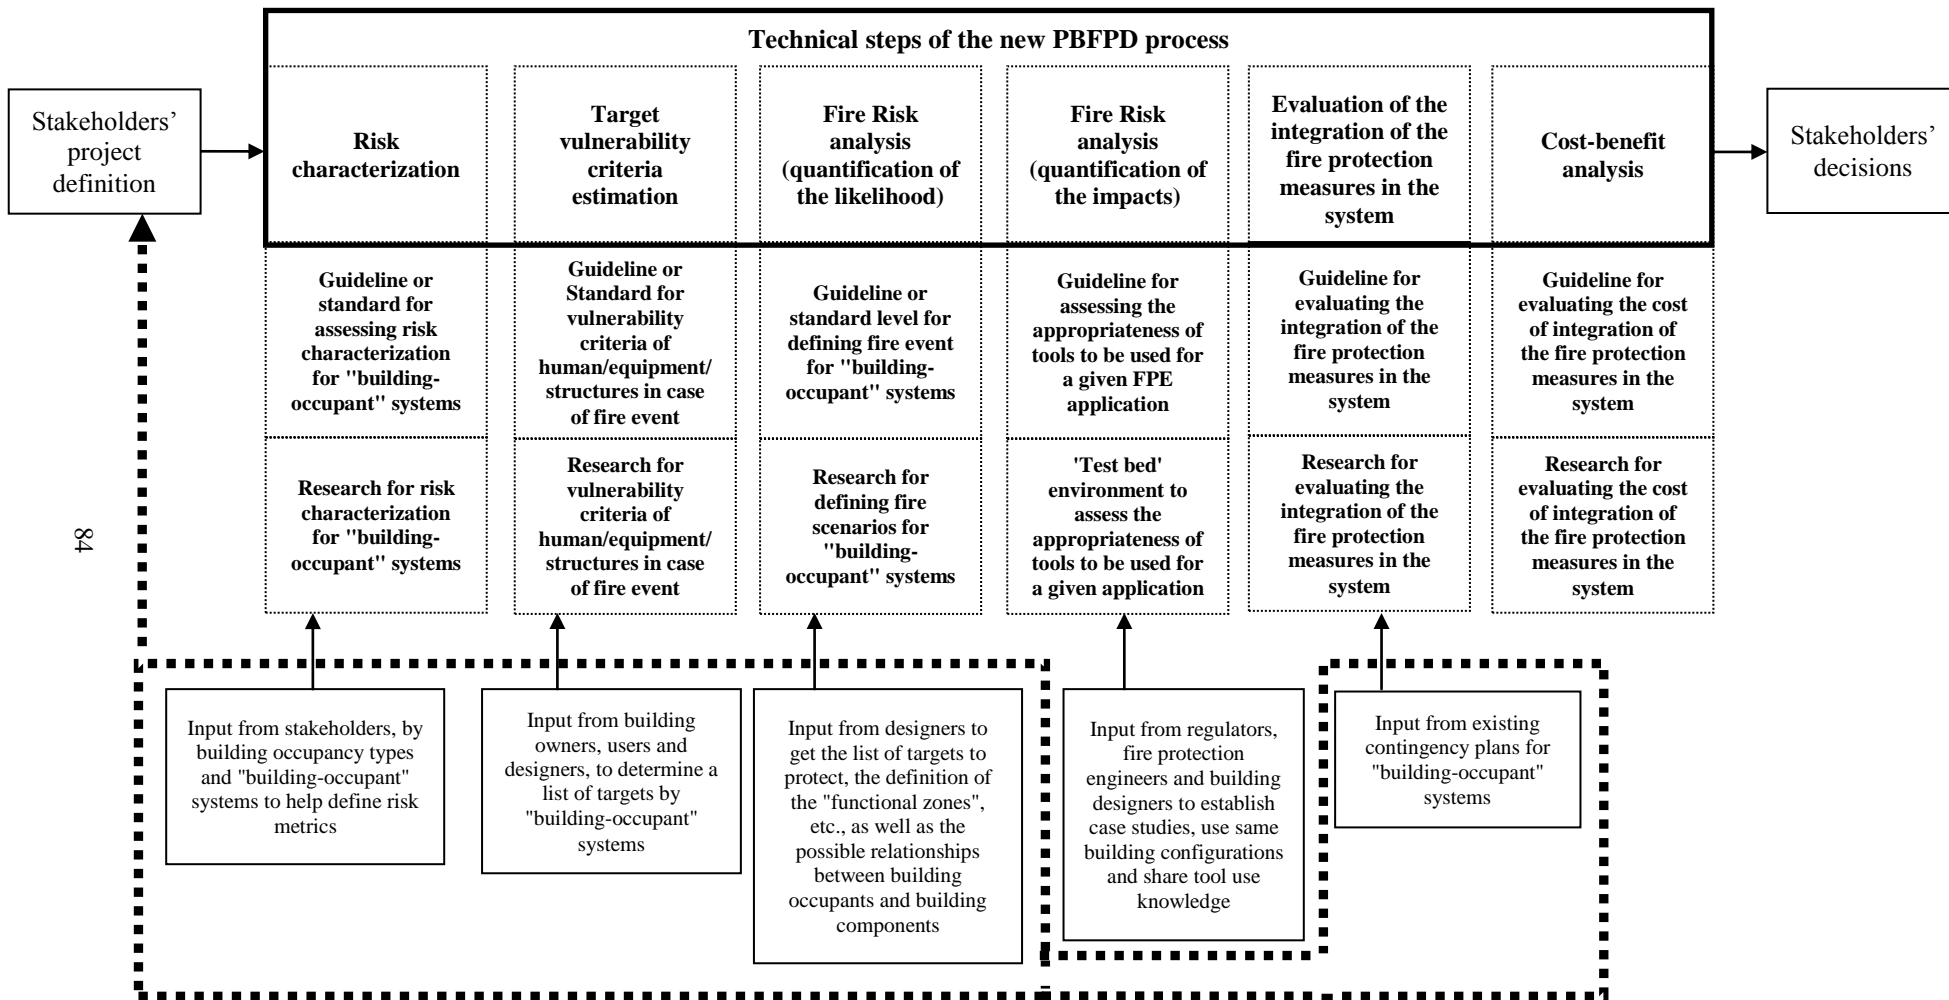 Technical steps of the new PBFPD process
Stakeholders’
project
definition
Risk
characterization
Target
vulnerability
criteria
estimation
Fire Risk
analysis
(quantification of
the likelihood)
Fire Risk
analysis
(quantification of
the impacts)
Evaluation of the
integration of the
fire protection
measures in the
system
Cost-benefit
analysis
Stakeholders’
decisions
Guideline or
standard for
assessing risk
characterization
for "building-
occupant" systems
Guideline or
Standard for
vulnerability
criteria of
human/equipment/
structures in case
of fire event
Guideline or
standard level for
defining fire event
for "building-
occupant" systems
Guideline for
assessing the
appropriateness of
tools to be used for
a given FPE
application
Guideline for
evaluating the
integration of the
fire protection
measures in the
system
Guideline for
evaluating the cost
of integration of
the fire protection
measures in the
system
Research for risk
characterization
for "building-
occupant" systems
Research for
vulnerability
criteria of
human/equipment/
structures in case
of fire event
Research for
defining fire
scenarios for
"building-
occupant" systems
'Test bed'
environment to
assess the
appropriateness of
tools to be used for
a given application
Research for
evaluating the
integration of the
fire protection
measures in the
system
Research for
evaluating the cost
of integration of
the fire protection
measures in the
system
84
Input from stakeholders, by
building occupancy types
and "building-occupant"
systems to help define risk
metrics
Input from building
owners, users and
designers, to determine a
list of targets by
"building-occupant"
systems
Input from designers to
get the list of targets to
protect, the definition of
the "functional zones",
etc., as well as the
possible relationships
between building
occupants and building
components
Input from regulators,
fire protection
engineers and building
designers to establish
case studies, use same
building configurations
and share tool use
knowledge
Input from existing
contingency plans for
"building-occupant"
systems